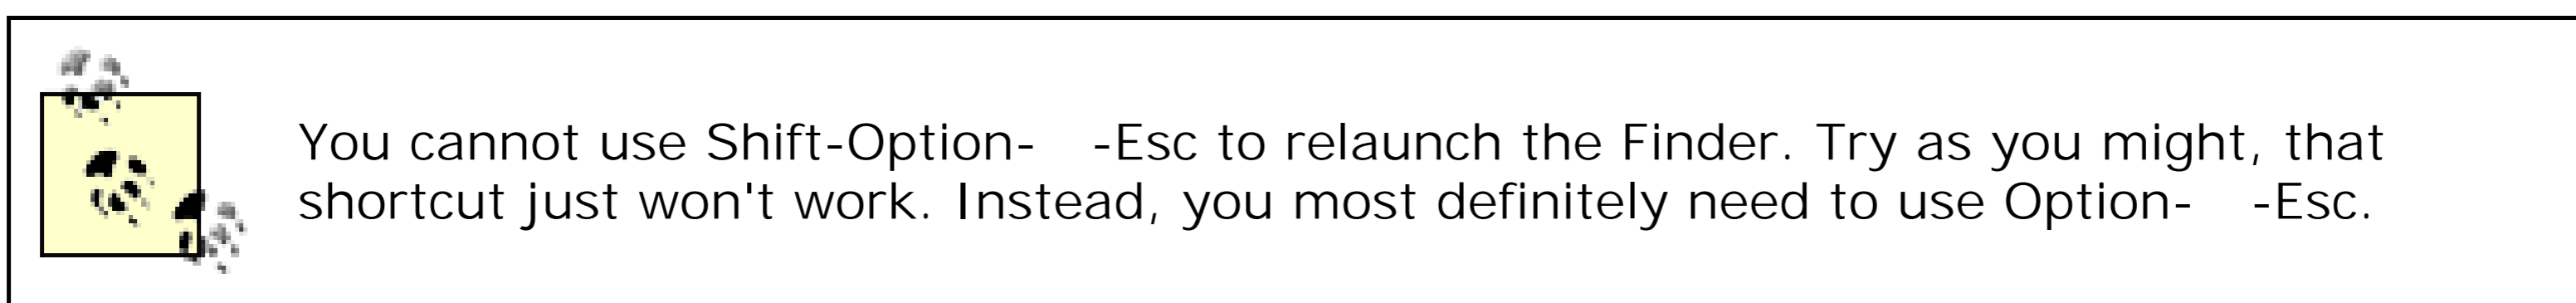 You cannot use Shift-Option-   -Esc to relaunch the Finder. Try as you might, that
shortcut just won't work. Instead, you most definitely need to use Option-   -Esc.